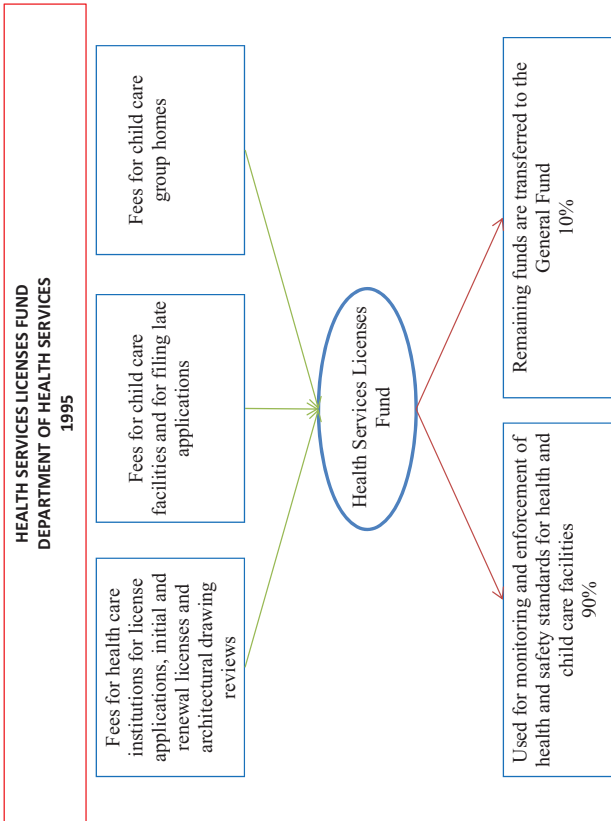 HEALTH SERVICES LICENSES FUND
DEPARTMENT OF HEALTH SERVICES
1995
Fees for health care
institutions for license
applications, initial and
renewal licenses and
architectural drawing
reviews
Fees for child care
facilities and for filing late
applications
Fees for child care
group homes
Health Services Licenses
Fund
Used for monitoring and enforcement of
health and safety standards for health and
child care facilities
90%
Remaining funds are transferred to the
General Fund
10%